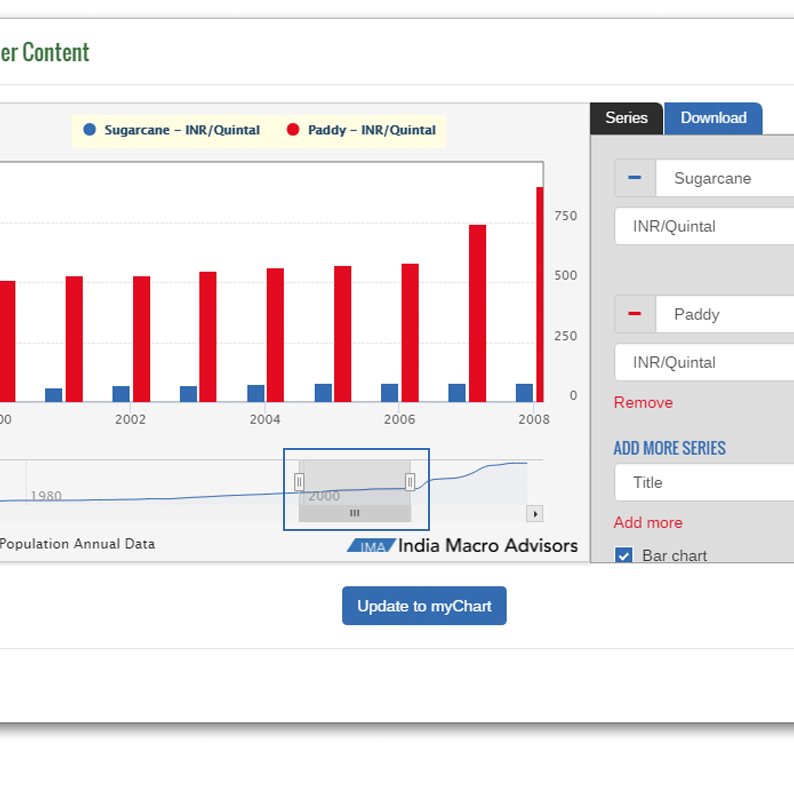 er Content
Sugarcane – INR/Quintal Paddy – INR/Quintal
Series Download
Sugarcane
INR/Quintal
Paddy
INR/Quintal
Remove
ADD MORE SERIES
Title
Add more
Bar chart
750
500
250
0
00 2002 2004 2006 2008
1980 2000
Population Annual Data
IMA India Macro Advisors
Update to myChart